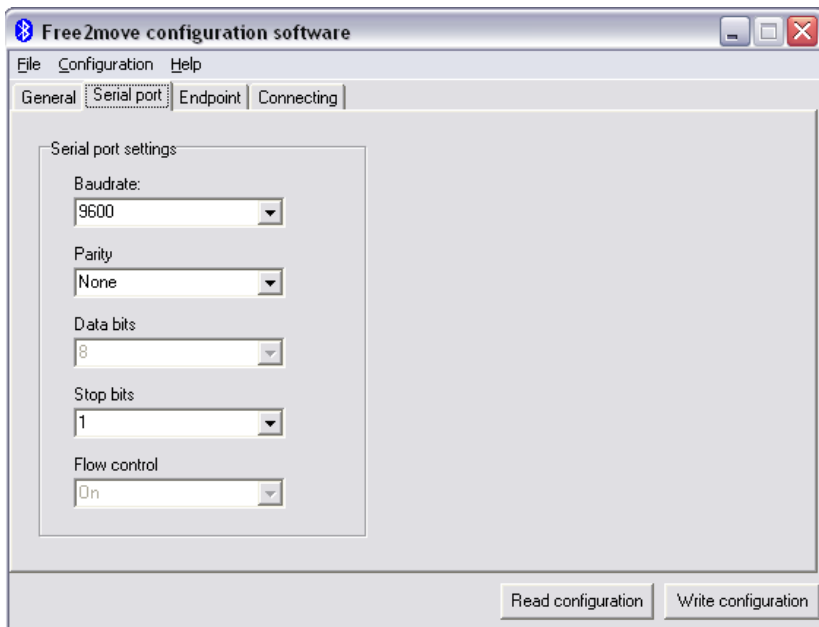 Free2move configuration software
File Configuration Help
General Serial port Endpoint Connecting
Serial port settings
Baudrate:
9600
Parity
None
Data bits
8
Stop bits
1
Flow control
On
Read configuration Write configuration